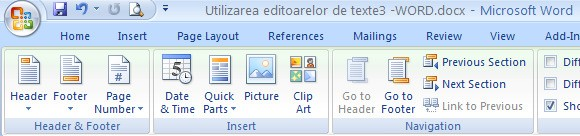 Utilizarea editoarelor de texte3 -WORD.docx - Microsoft Word
Home Insert Page Layout References Mailings Review View Add-In
Header Footer Page Number Date & Time Quick Parts Picture Clip Art Go to Header Go to Footer
Previous Section
Next Section
Link to Previous
Diff
Diff
Sho
Header & Footer Insert Navigation